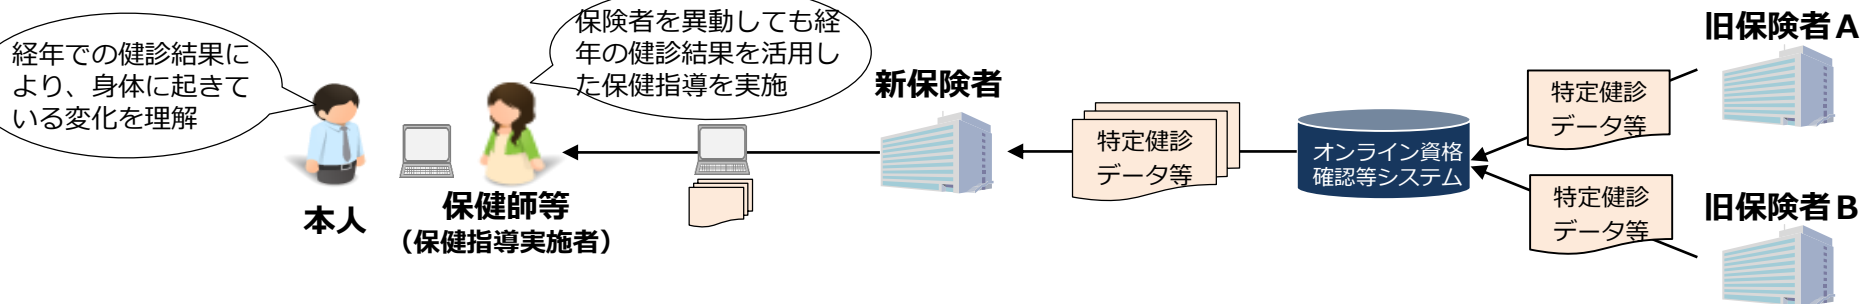 経年での健診結果に
より、身体に起きて
いる変化を理解
本人
保険者を異動しても経
年の健診結果を活用し
た保健指導を実施
保健師等
（保健指導実施者）
新保険者
特定健診
データ等
オンライン資格
確認等システム
特定健診
データ等
旧保険者A
特定健診
データ等
旧保険者B